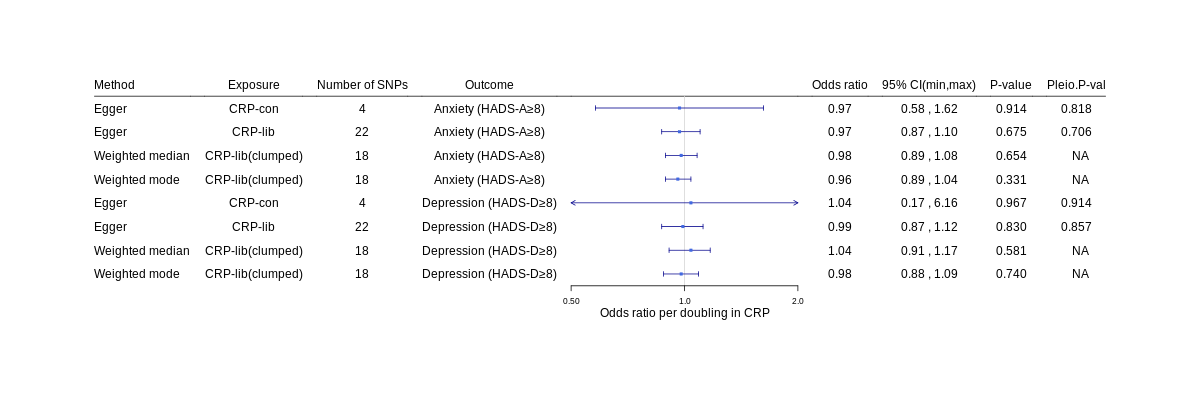 Method Exposure Number of SNPs Outcome Odds ratio 95% CI(min,max) P-value Pleio.P-val
Egger CRP-con 4 Anxiety (HADS-A≥8) 0.97 0.58 , 1.62 0.914 0.818
Egger CRP-lib 22 Anxiety (HADS-A≥8) 0.97 0.87 , 1.10 0.675 0.706
Weighted median CRP-lib(clumped) 18 Anxiety (HADS-A≥8) 0.98 0.89 , 1.08 0.654 NA
Weighted mode CRP-lib(clumped) 18 Anxiety (HADS-A≥8) 0.96 0.89 , 1.04 0.331 NA
Egger CRP-con 4 Depression (HADS-D≥8) 1.04 0.17 , 6.16 0.967 0.914
Egger CRP-lib 22 Depression (HADS-D≥8) 0.99 0.87 , 1.12 0.830 0.857
Weighted median CRP-lib(clumped) 18 Depression (HADS-D≥8) 1.04 0.91 , 1.17 0.581 NA
Weighted mode CRP-lib(clumped) 18 Depression (HADS-D≥8) 0.98 0.88 , 1.09 0.740 NA
0.50 1.0 2.0
Odds ratio per doubling in CRP